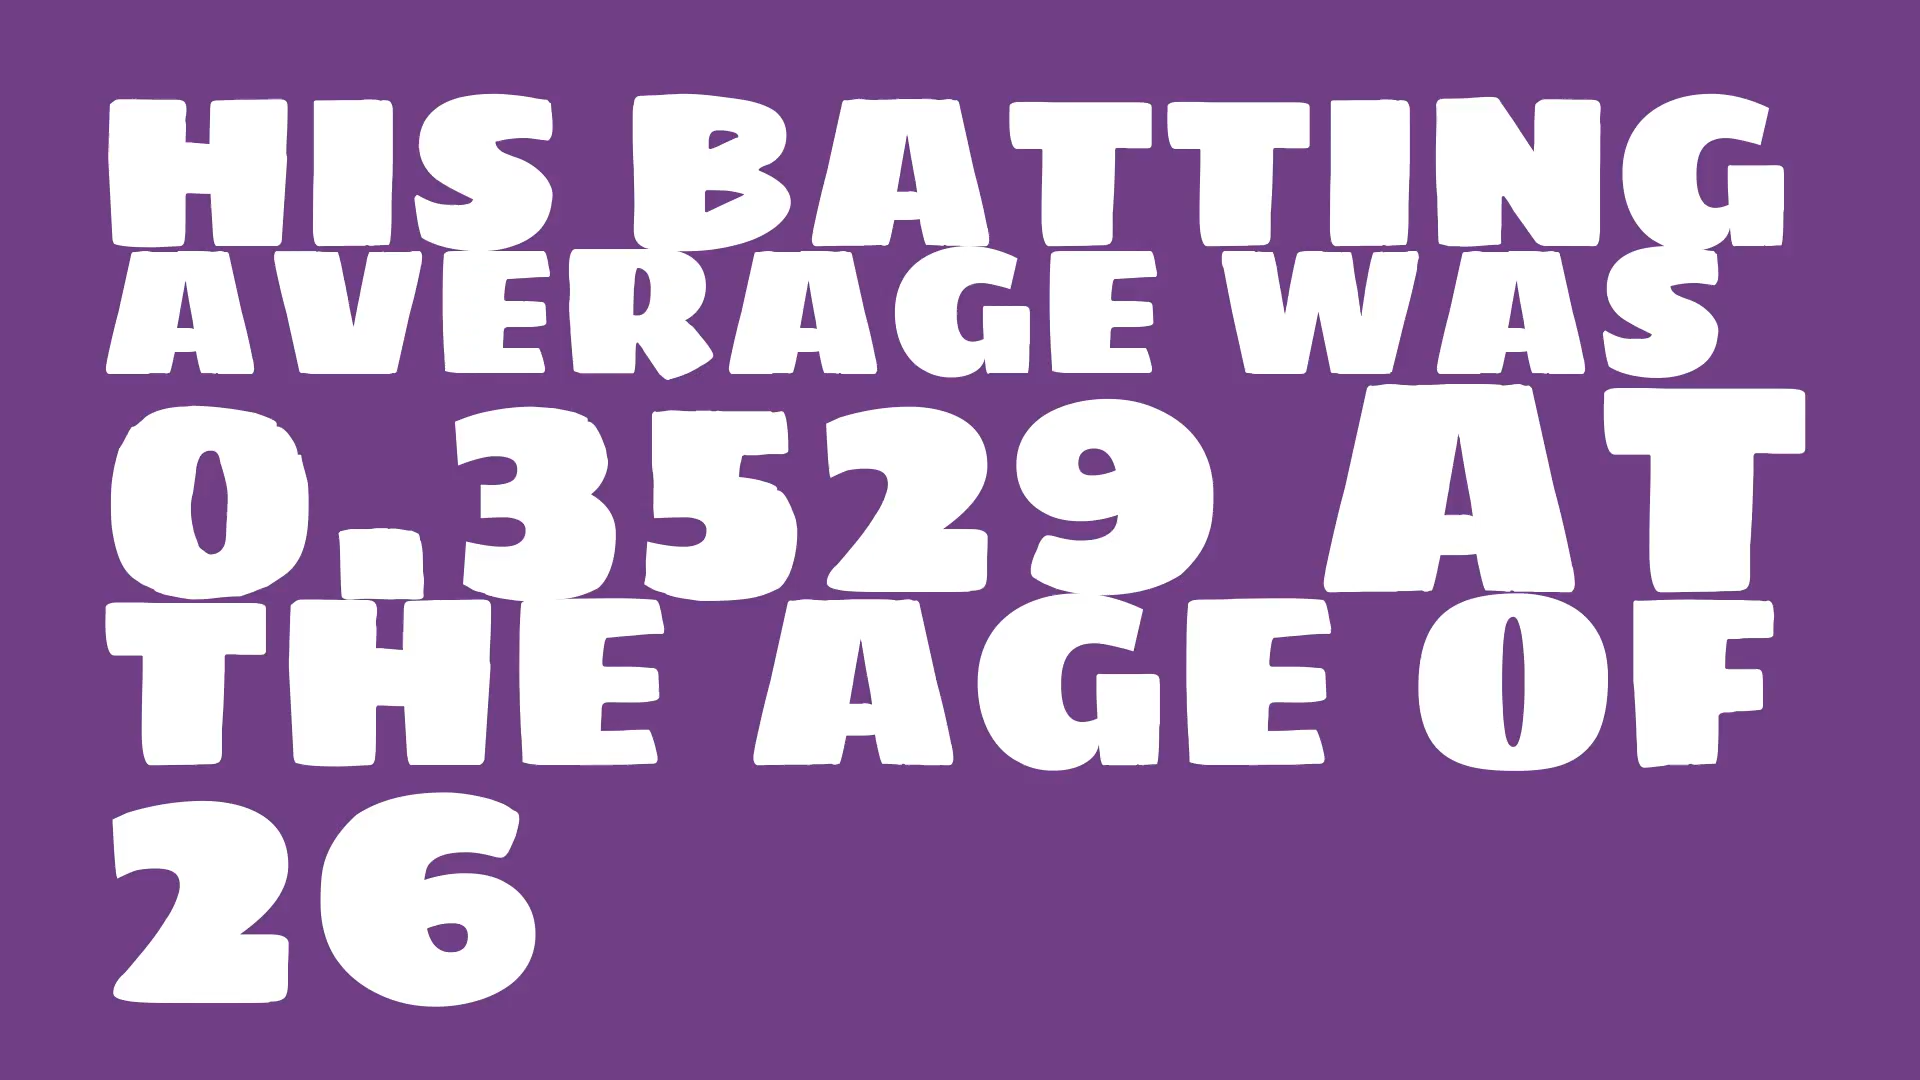 HIS BATTING
AVERAGE WAS
0.3529 AT
THE AGE OF
26